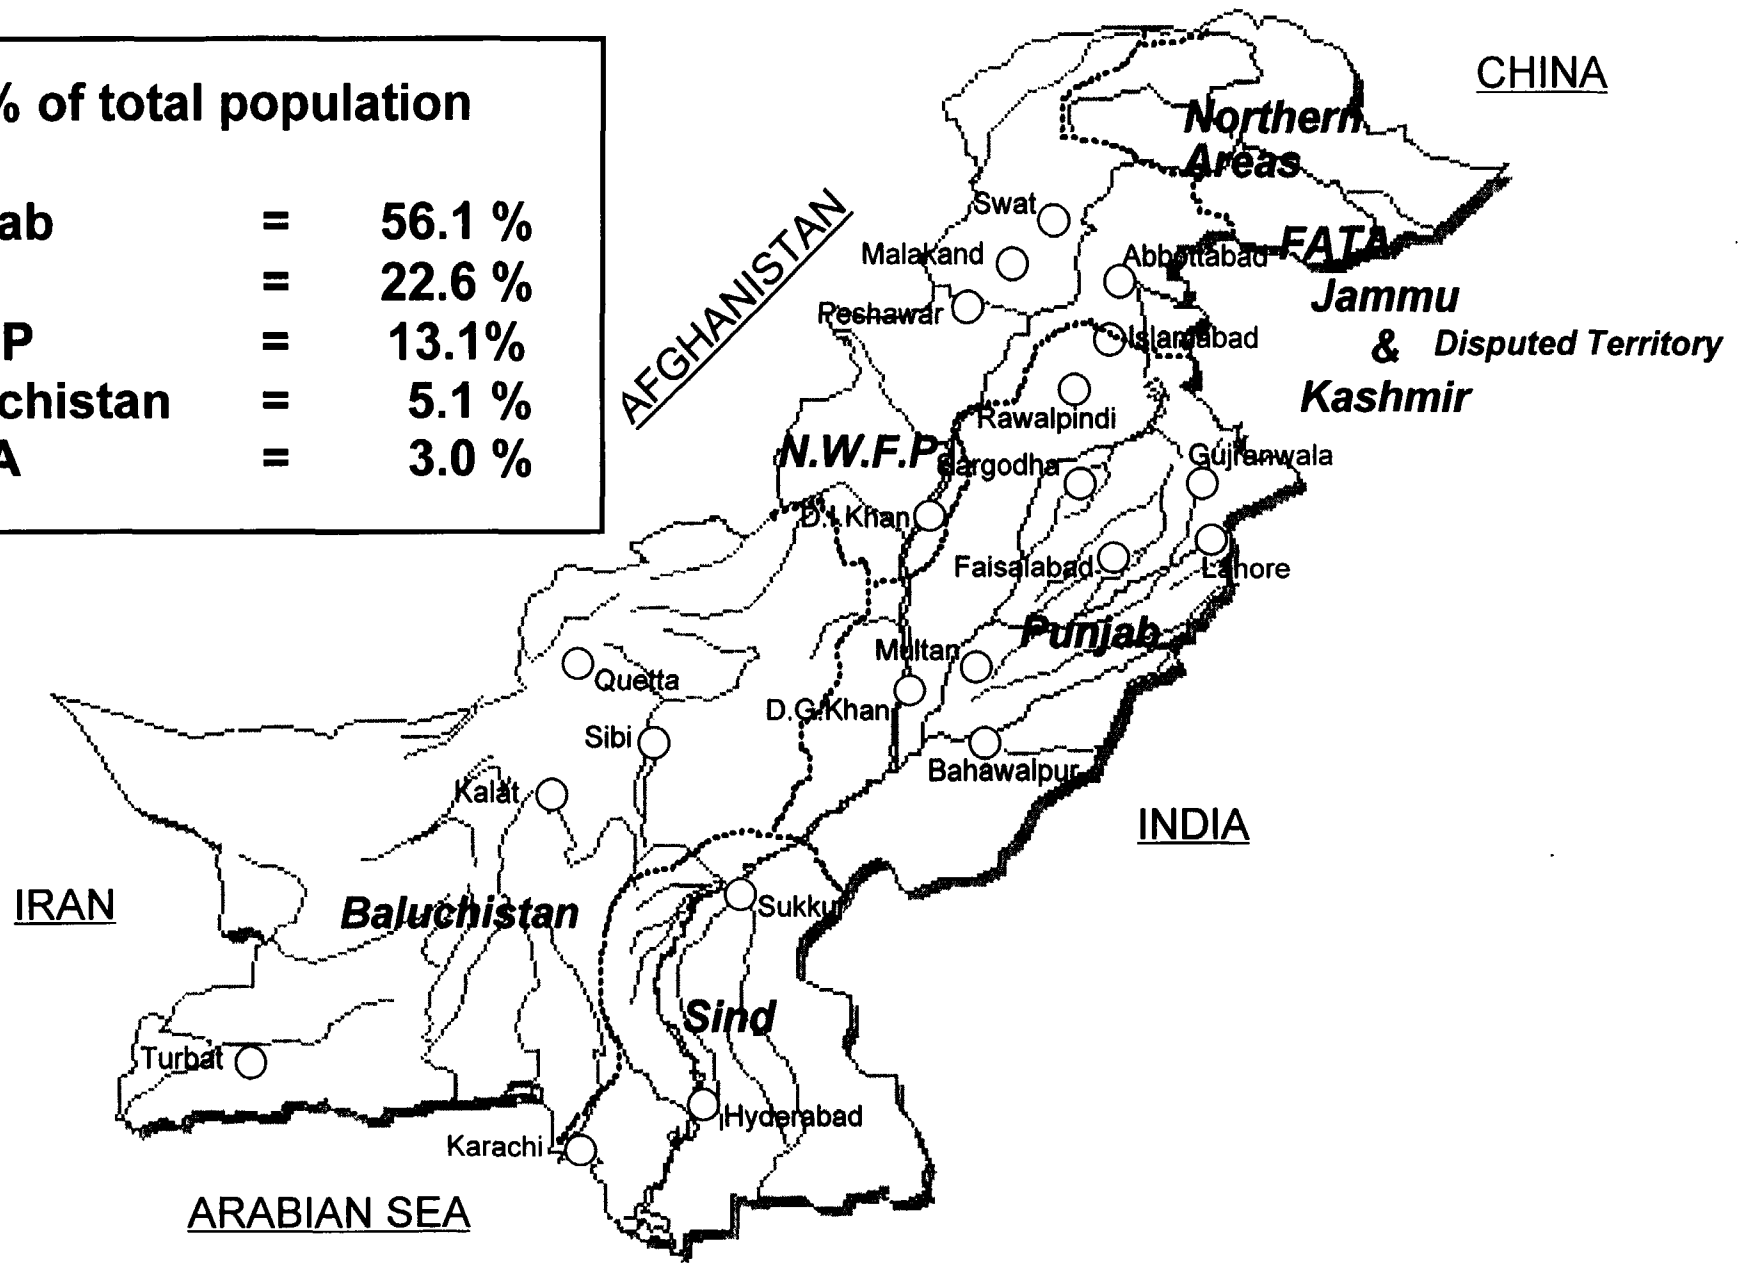 % of total population
ab = 56.1 %
= 22.6 %
P = 13.1%
chistan = 5.1 %
A = 3.0 %
CHINA
Northern
Areas
Swat
AFGHANISTAN
Malakand
Abbottabad
FATA
Jammu
& Disputed Territory
Kashmir
Peshawar
Islamabad
Rawalpindi
N.W.F.P
Sargodha
Gujranwala
D.I.Khan
Faisalabad
Lahore
Punjab
Multan
Quetta
D.G.Khan
Sibi
Bahawalpur
Kalat
INDIA
IRAN
Baluchistan
Sukkur
Sind
Turbat
Hyderabad
Karachi
ARABIAN SEA